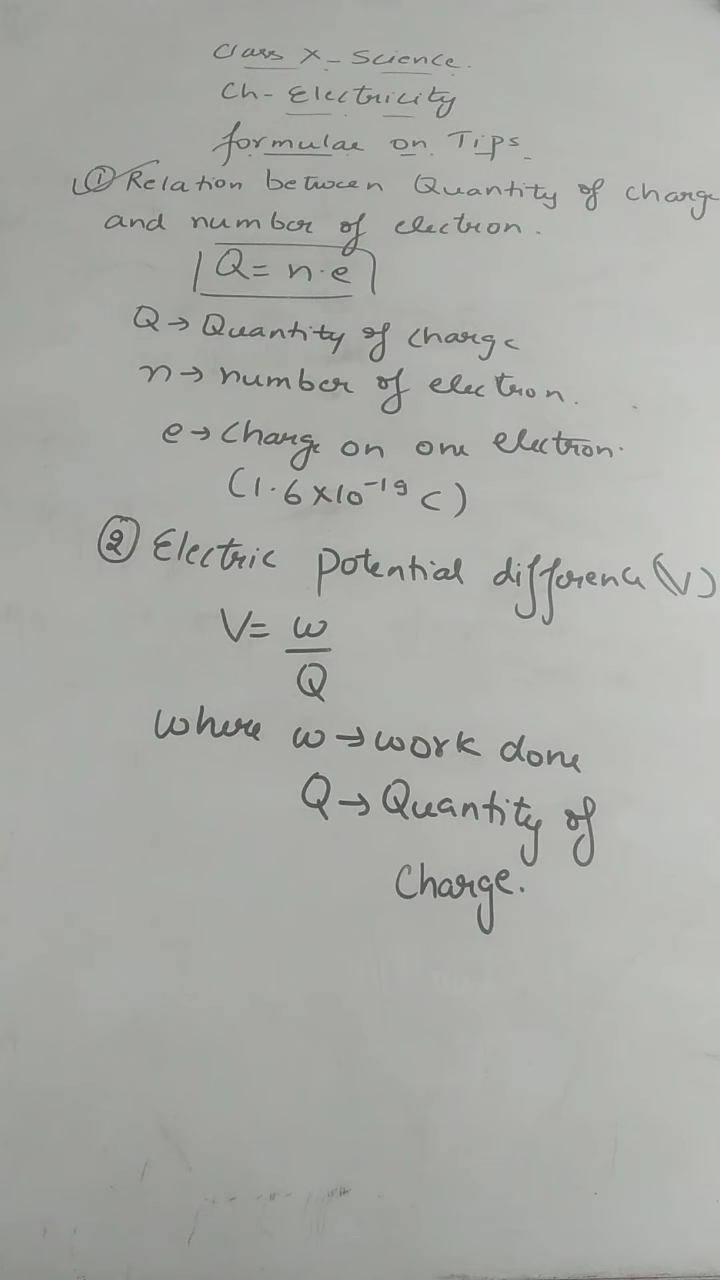 Class X - Science.
Ch- Electricity
formulae on Tips
① Relation between Quantity of charge
and number of electron.
Q = n·e
Q → Quantity of charge
n → number of electron.
e → charge on one electron.
(1.6 × 10⁻¹⁹ C)
② Electric Potential difference (V)
V = w
Q
where w → work done
Q → Quantity of
Charge.